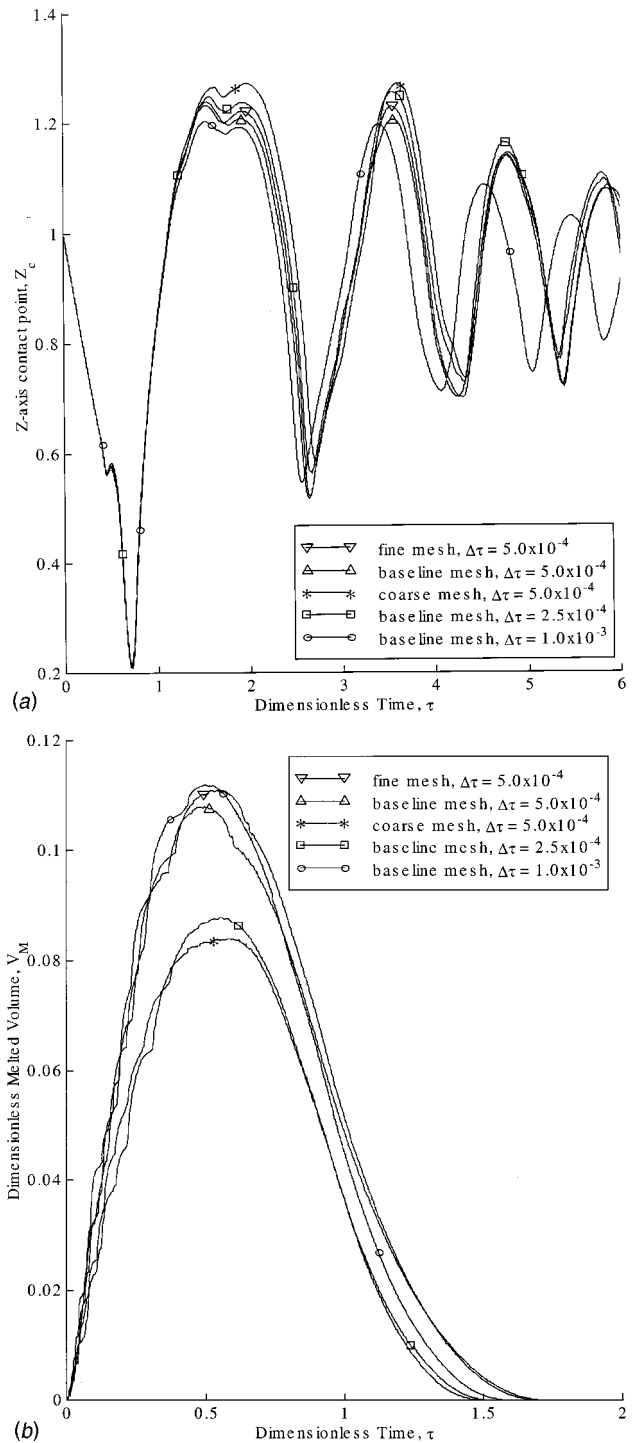 1.4
1.2
1
0.8
0.6
0.4
0.2
Z-axis contact point, Z_c
fine mesh, Δτ = 5.0x10⁻⁴
baseline mesh, Δτ = 5.0x10⁻⁴
coarse mesh, Δτ = 5.0x10⁻⁴
baseline mesh, Δτ = 2.5x10⁻⁴
baseline mesh, Δτ = 1.0x10⁻³
0 1 2 3 4 5 6
(a) Dimensionless Time, τ
0.12
0.1
0.08
0.06
0.04
0.02
0
Dimensionless Melted Volume, V_M
fine mesh, Δτ = 5.0x10⁻⁴
baseline mesh, Δτ = 5.0x10⁻⁴
coarse mesh, Δτ = 5.0x10⁻⁴
baseline mesh, Δτ = 2.5x10⁻⁴
baseline mesh, Δτ = 1.0x10⁻³
0 0.5 1 1.5 2
(b) Dimensionless Time, τ